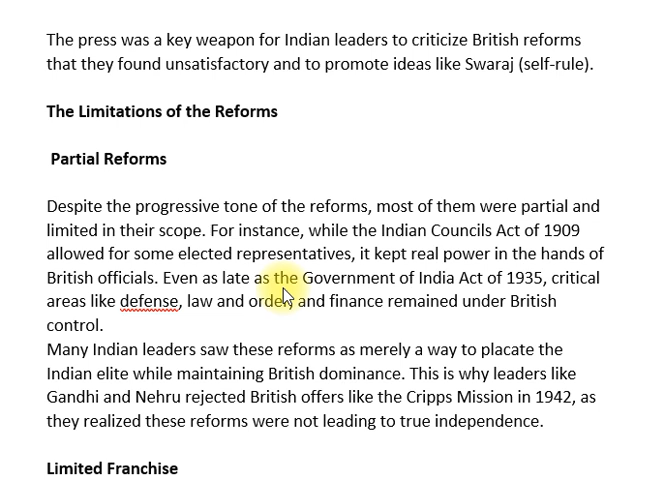 The press was a key weapon for Indian leaders to criticize British reforms
that they found unsatisfactory and to promote ideas like Swaraj (self-rule).
The Limitations of the Reforms
Partial Reforms
Despite the progressive tone of the reforms, most of them were partial and
limited in their scope. For instance, while the Indian Councils Act of 1909
allowed for some elected representatives, it kept real power in the hands of
British officials. Even as late as the Government of India Act of 1935, critical
areas like defense, law and order, and finance remained under British
control.
Many Indian leaders saw these reforms as merely a way to placate the
Indian elite while maintaining British dominance. This is why leaders like
Gandhi and Nehru rejected British offers like the Cripps Mission in 1942, as
they realized these reforms were not leading to true independence.
Limited Franchise